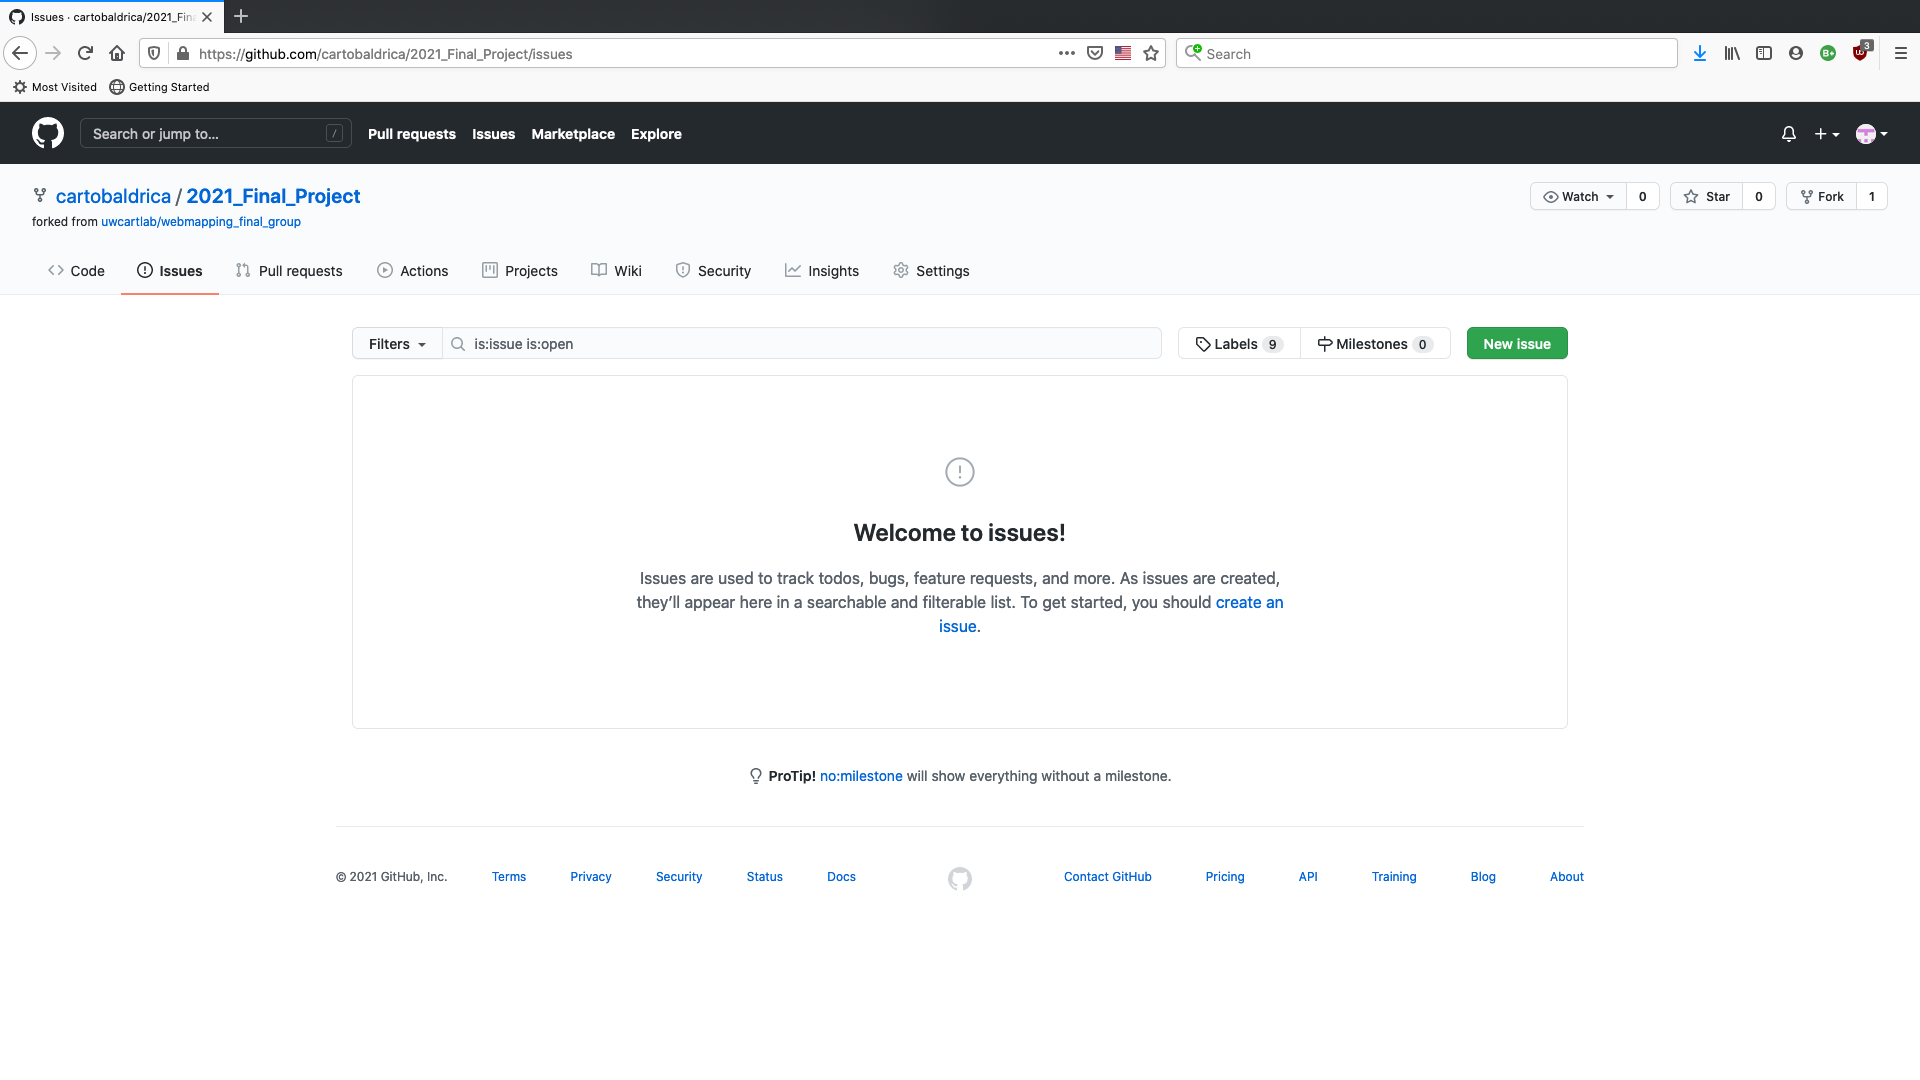 Issues · cartobaldrica/2021_Fin
https://github.com/cartobaldrica/2021_Final_Project/issues
Search
3
Most Visited
Getting Started
Search or jump to…
/
Pull requests
Issues
Marketplace
Explore
cartobaldrica / 2021_Final_Project
Watch 0
Star 0
Fork 1
forked from uwcartlab/webmapping_final_group
Code
Issues
Pull requests
Actions
Projects
Wiki
Security
Insights
Settings
Filters
is:issue is:open
Labels 9
Milestones 0
New issue
Welcome to issues!
Issues are used to track todos, bugs, feature requests, and more. As issues are created,
they’ll appear here in a searchable and filterable list. To get started, you should create an
issue.
ProTip! no:milestone will show everything without a milestone.
© 2021 GitHub, Inc.
Terms
Privacy
Security
Status
Docs
Contact GitHub
Pricing
API
Training
Blog
About